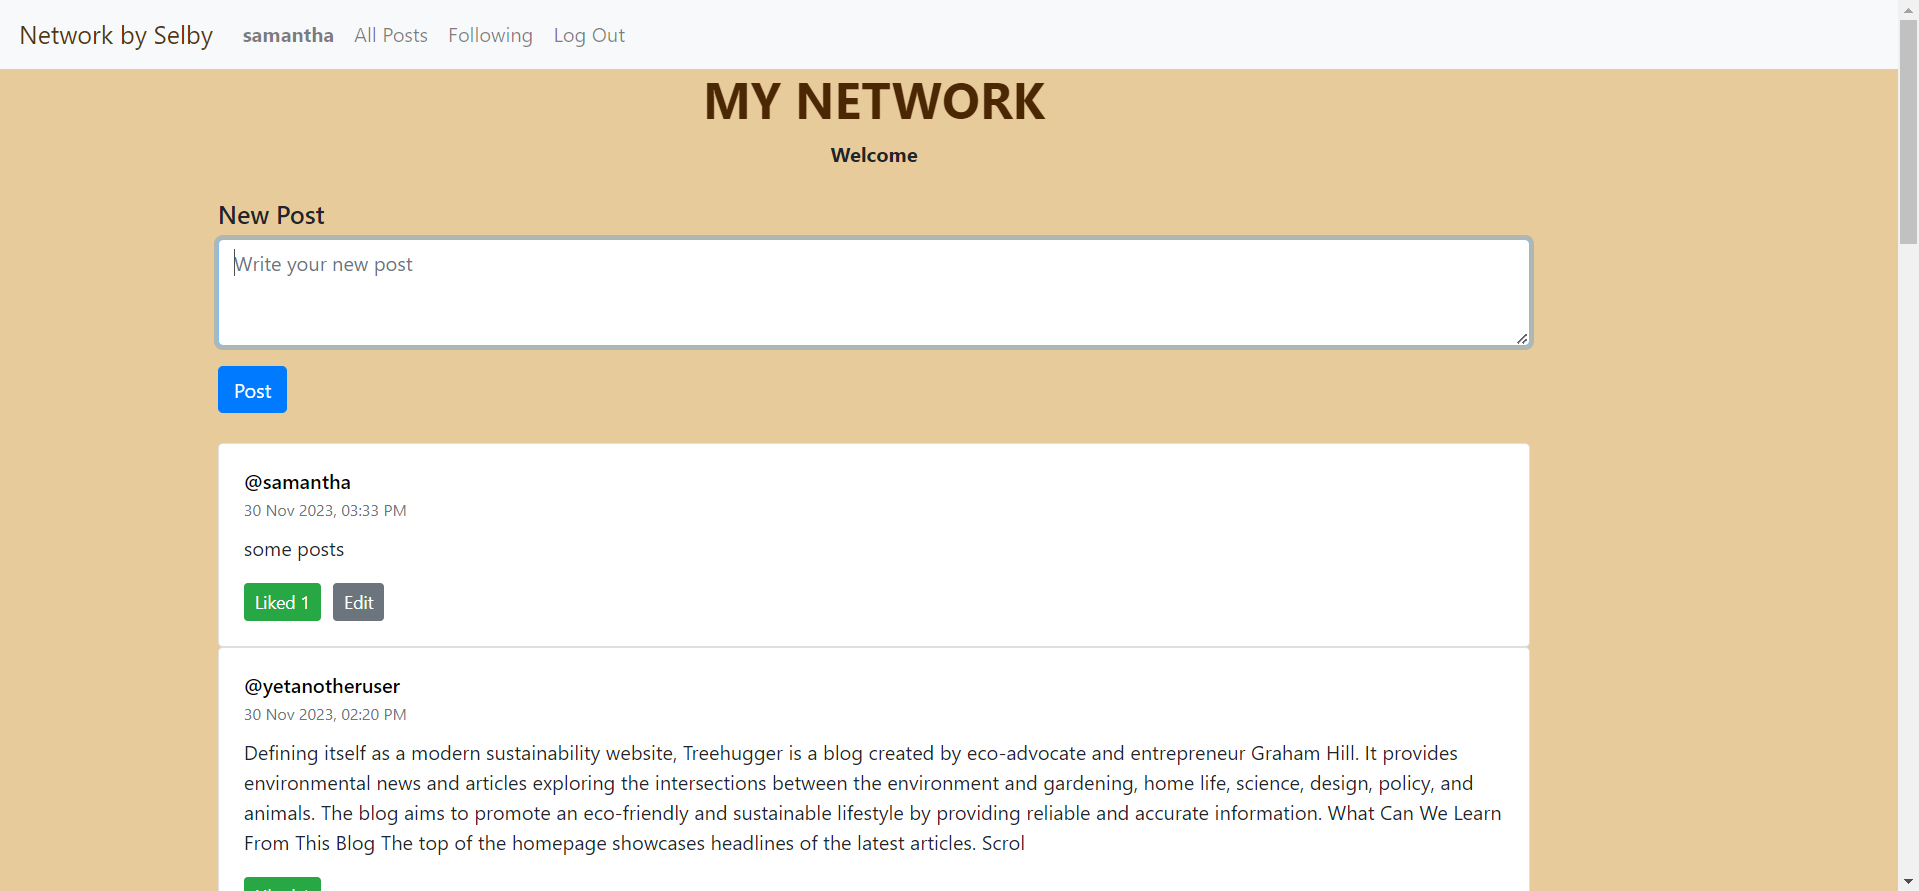 Network by Selby samantha All Posts Following Log Out
MY NETWORK
Welcome
New Post
Write your new post
Post
@samantha
30 Nov 2023, 03:33 PM
some posts
Liked 1 Edit
@yetanotheruser
30 Nov 2023, 02:20 PM
Defining itself as a modern sustainability website, Treehugger is a blog created by eco-advocate and entrepreneur Graham Hill. It provides
environmental news and articles exploring the intersections between the environment and gardening, home life, science, design, policy, and
animals. The blog aims to promote an eco-friendly and sustainable lifestyle by providing reliable and accurate information. What Can We Learn
From This Blog The top of the homepage showcases headlines of the latest articles. Scrol